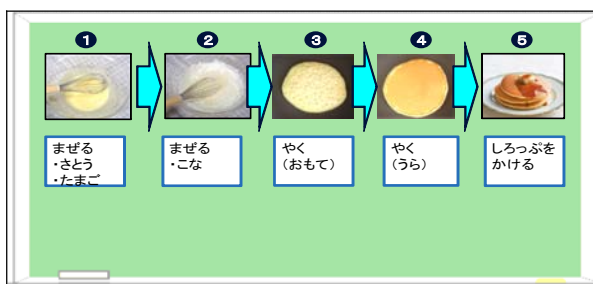 ❶
❷
❸
❹
❺
まぜる
・さとう
・たまご
まぜる
・こな
やく
（おもて）
やく
（うら）
しろっぷを
かける